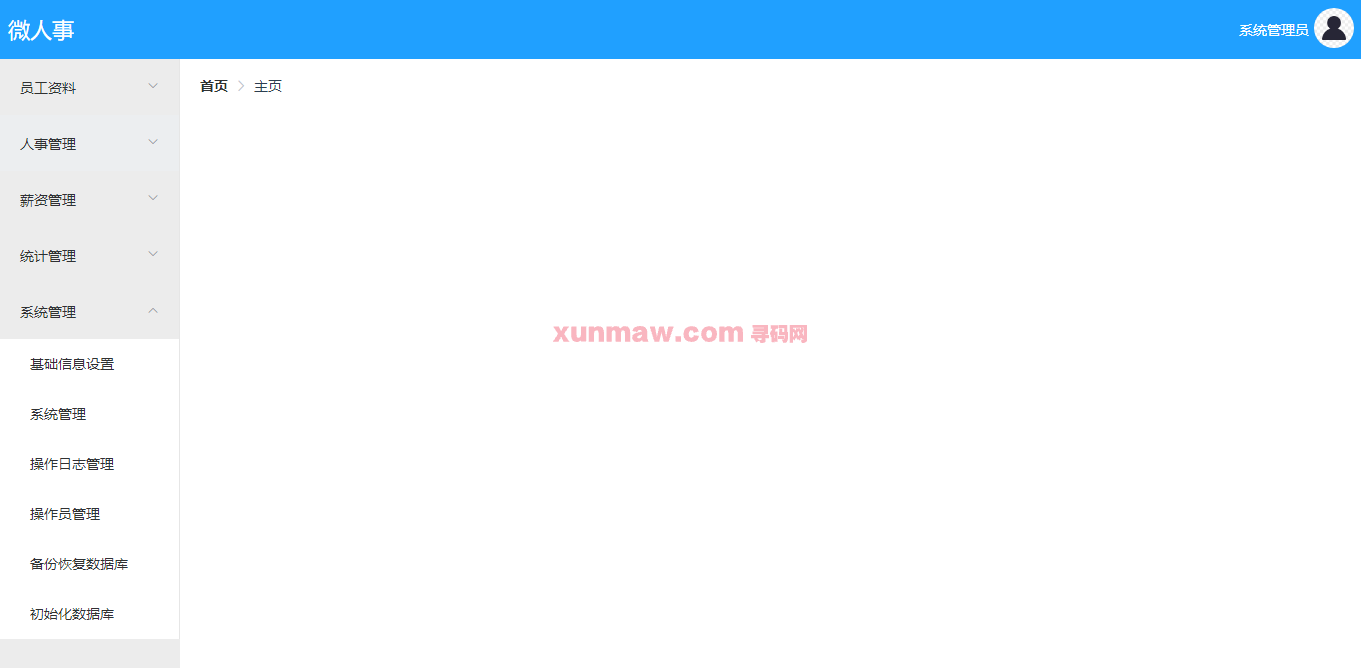 微人事
系统管理员
员工资料
人事管理
薪资管理
统计管理
系统管理
基础信息设置
系统管理
操作日志管理
操作员管理
备份恢复数据库
初始化数据库
首页 主页
xunmaw.com 寻码网